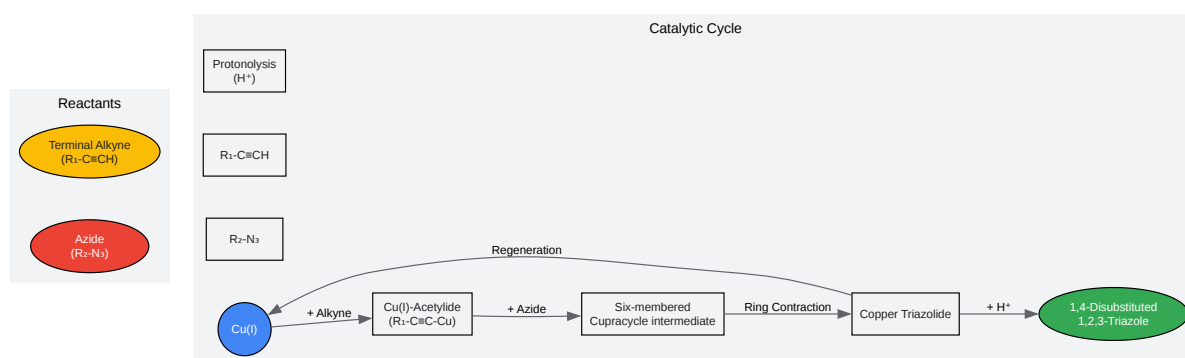 Catalytic Cycle
Reactants
Terminal Alkyne
(R₁-C≡CH)
Azide
(R₂-N₃)
Protonolysis
(H⁺)
R₁-C≡CH
R₂-N₃
Regeneration
Cu(I)
+ Alkyne
Cu(I)-Acetylide
(R₁-C≡C-Cu)
+ Azide
Six-membered
Cupracycle intermediate
Ring Contraction
Copper Triazolide
+ H⁺
1,4-Disubstituted
1,2,3-Triazole